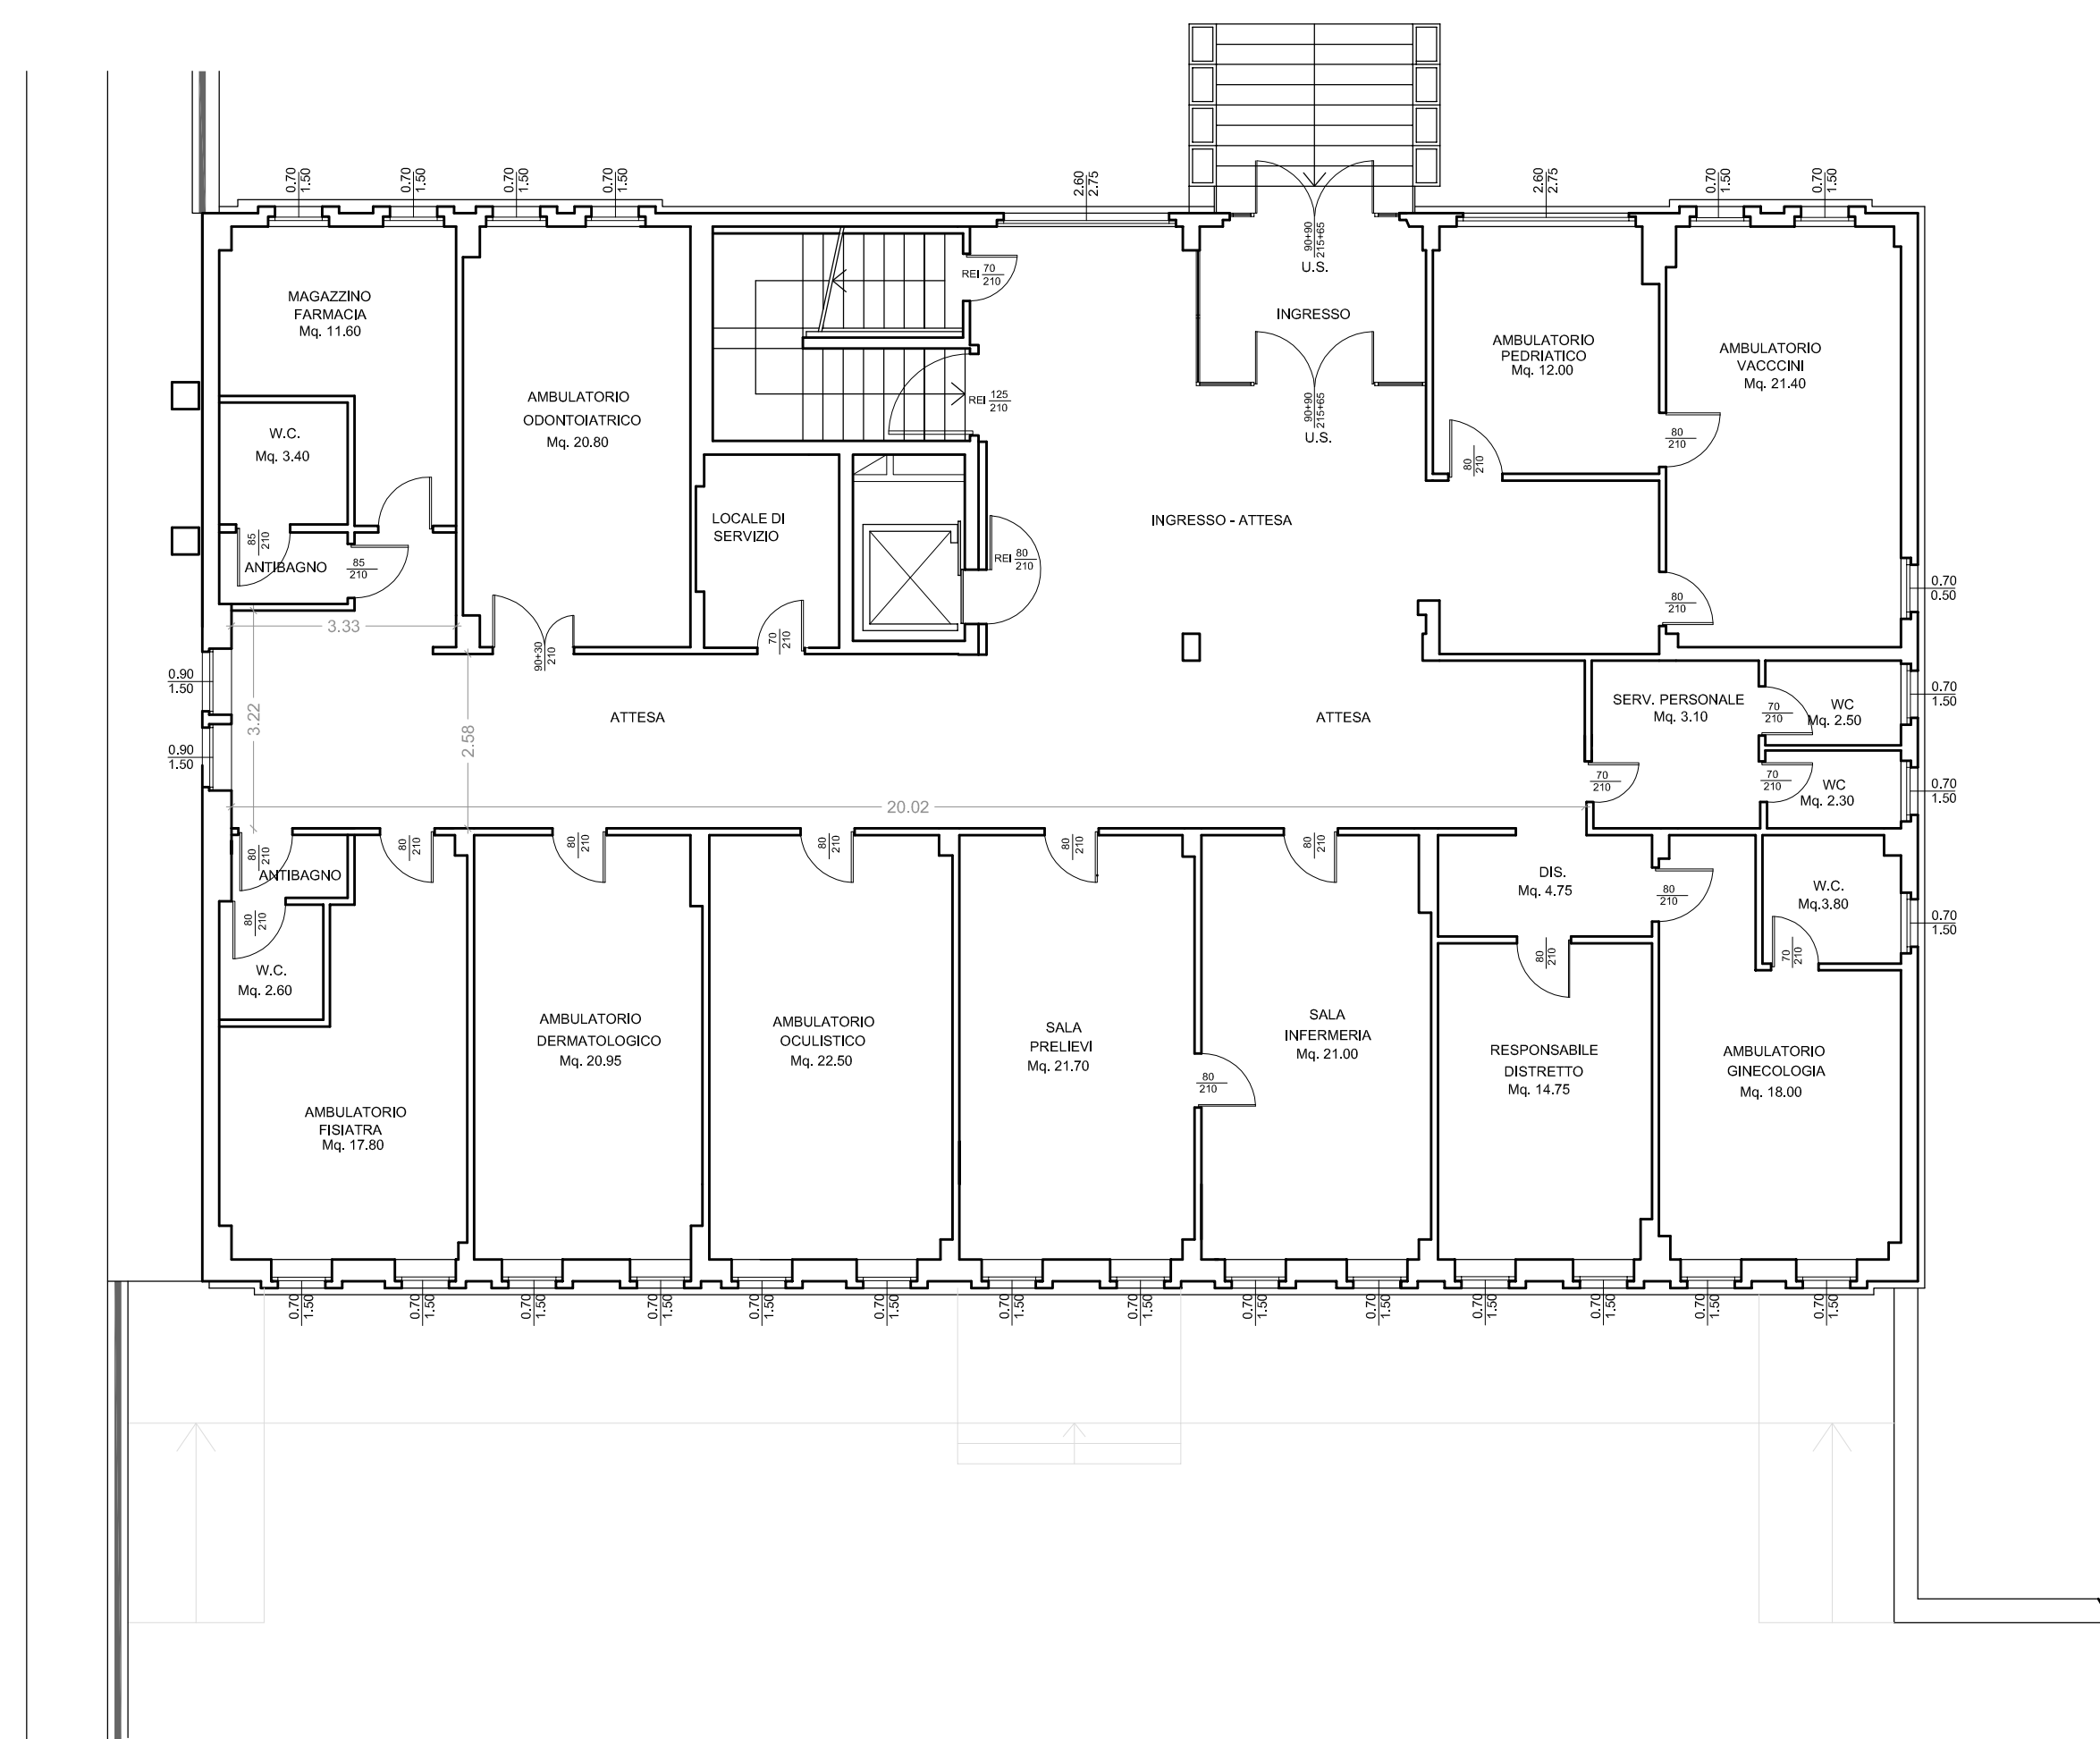 0.70
1.50
0.70
1.50
0.70
1.50
0.70
1.50
2.60
2.75
2.60
2.75
0.70
1.50
0.70
1.50
90+90
215+65
U.S.
INGRESSO
90+90
215+65
U.S.
REI 70
210
REI 125
210
REI 80
210
MAGAZZINO
FARMACIA
Mq. 11.60
W.C.
Mq. 3.40
85
210
ANTIBAGNO
85
210
AMBULATORIO
ODONTOIATRICO
Mq. 20.80
90+30
210
LOCALE DI
SERVIZIO
70
210
INGRESSO - ATTESA
AMBULATORIO
PEDRIATICO
Mq. 12.00
80
210
80
210
AMBULATORIO
VACCCINI
Mq. 21.40
80
210
0.70
0.50
3.33
3.22
2.58
20.02
0.90
1.50
0.90
1.50
ATTESA
ATTESA
SERV. PERSONALE
Mq. 3.10
70
210
70
210
70
210
WC
Mq. 2.50
WC
Mq. 2.30
0.70
1.50
0.70
1.50
80
210
ANTIBAGNO
80
210
W.C.
Mq. 2.60
80
210
AMBULATORIO
FISIATRA
Mq. 17.80
80
210
AMBULATORIO
DERMATOLOGICO
Mq. 20.95
80
210
AMBULATORIO
OCULISTICO
Mq. 22.50
80
210
SALA
PRELIEVI
Mq. 21.70
80
210
80
210
SALA
INFERMERIA
Mq. 21.00
DIS.
Mq. 4.75
80
210
80
210
RESPONSABILE
DISTRETTO
Mq. 14.75
W.C.
Mq.3.80
70
210
0.70
1.50
AMBULATORIO
GINECOLOGIA
Mq. 18.00
0.70
1.50
0.70
1.50
0.70
1.50
0.70
1.50
0.70
1.50
0.70
1.50
0.70
1.50
0.70
1.50
0.70
1.50
0.70
1.50
0.70
1.50
0.70
1.50
0.70
1.50
0.70
1.50